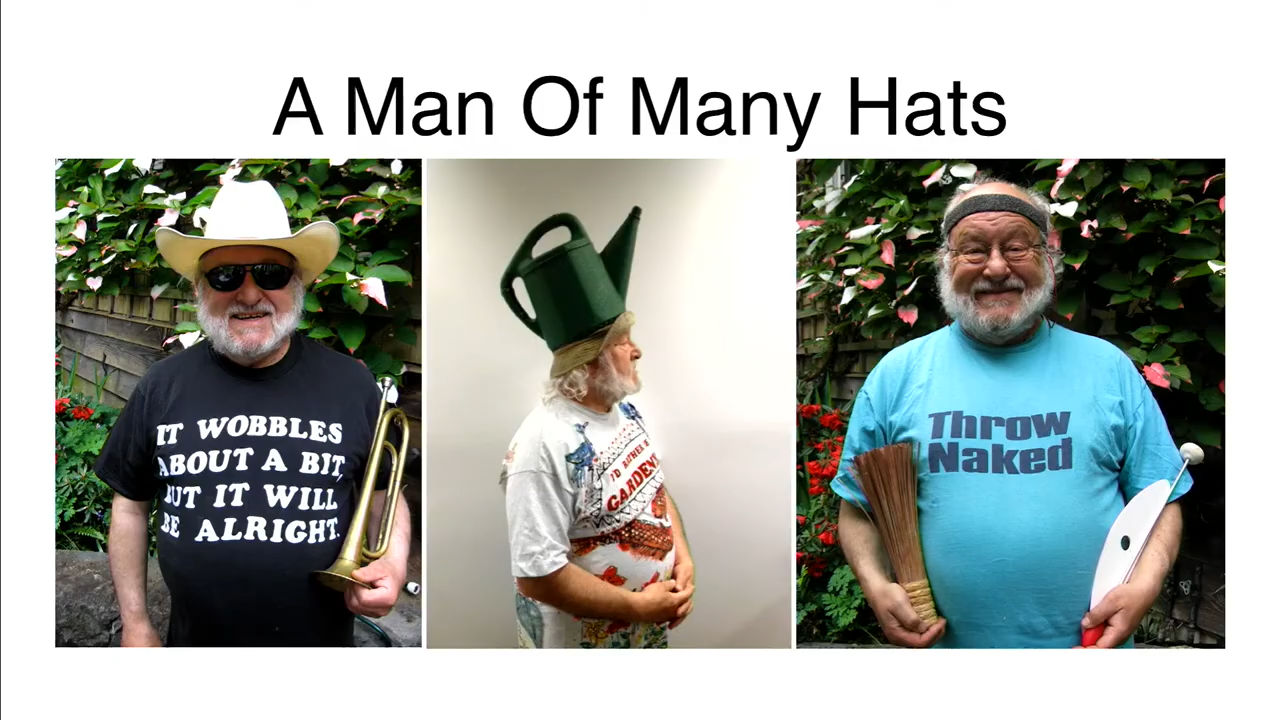 A Man Of Many Hats
IT WOBBLES
ABOUT A BIT,
BUT IT WILL
BE ALRIGHT.
GARDEN
Throw
Naked